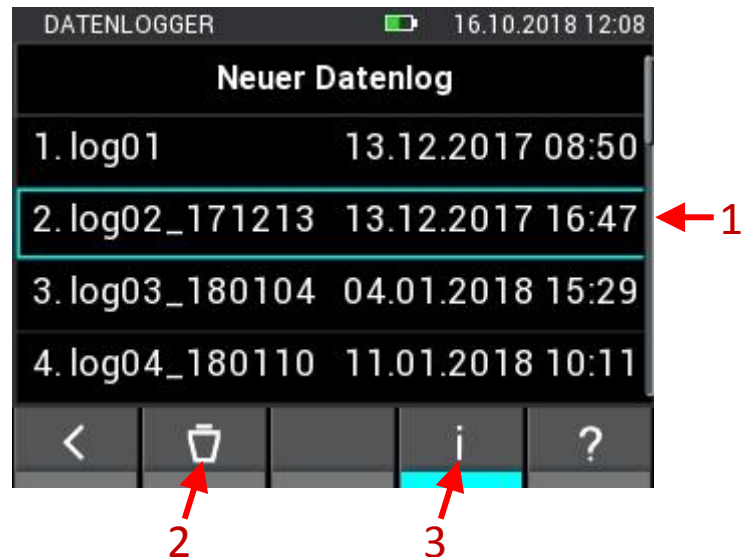 DATENLOGGER 16.10.2018 12:08
Neuer Datenlog
1. log01 13.12.2017 08:50
2. log02_171213 13.12.2017 16:47
1
3. log03_180104 04.01.2018 15:29
4. log04_180110 11.01.2018 10:11
< i ?
2 3